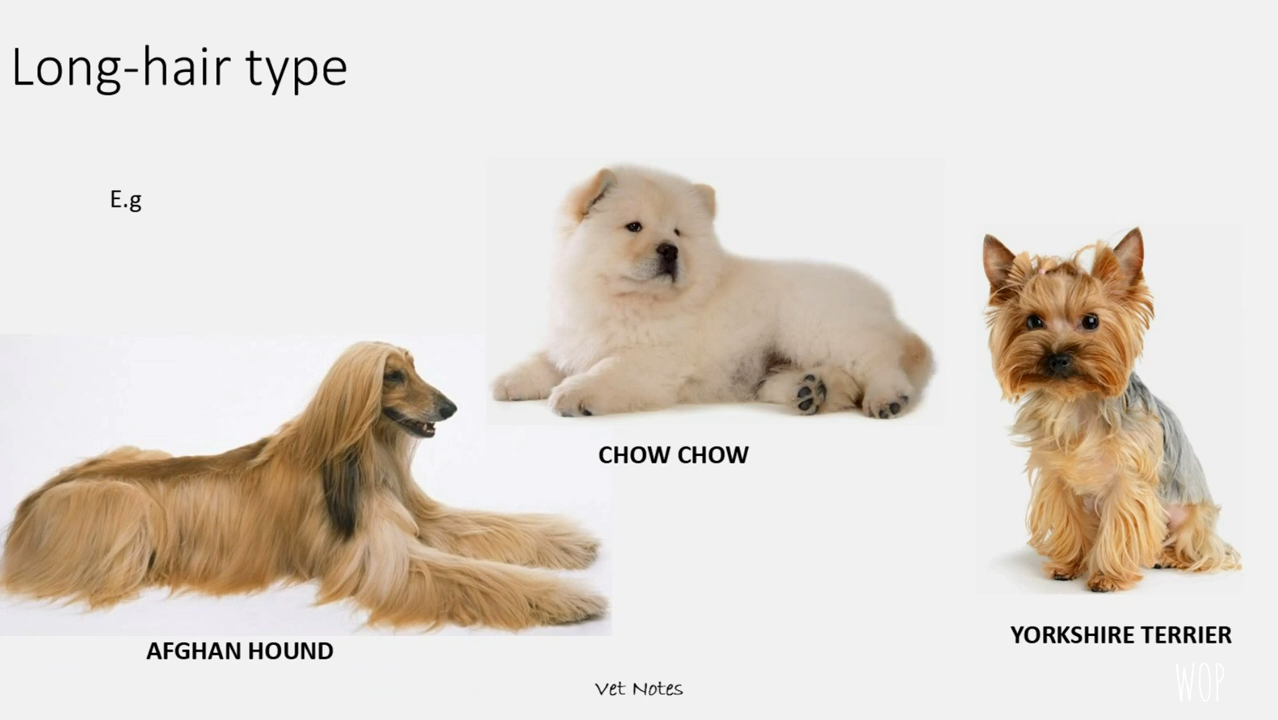 Long-hair type
E.g
CHOW CHOW
YORKSHIRE TERRIER
AFGHAN HOUND
Vet Notes
WOP